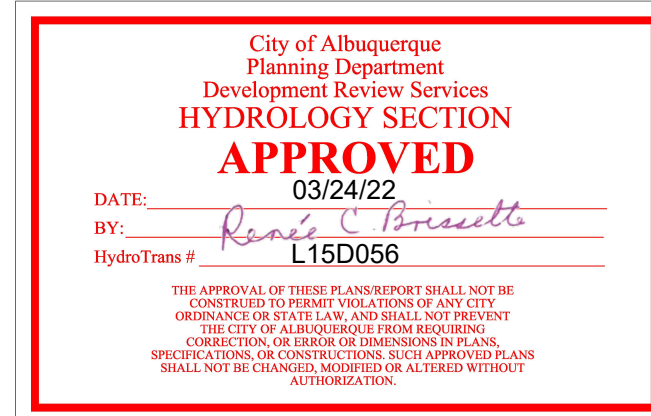 City of Albuquerque
Planning Department
Development Review Services
HYDROLOGY SECTION
APPROVED
DATE: 03/24/22
BY: Renée C. Brissette
HydroTrans # L15D056
THE APPROVAL OF THESE PLANS/REPORT SHALL NOT BE
CONSTRUED TO PERMIT VIOLATIONS OF ANY CITY
ORDINANCE OR STATE LAW, AND SHALL NOT PREVENT
THE CITY OF ALBUQUERQUE FROM REQUIRING
CORRECTION, OR ERROR OR DIMENSIONS IN PLANS,
SPECIFICATIONS, OR CONSTRUCTIONS. SUCH APPROVED PLANS
SHALL NOT BE CHANGED, MODIFIED OR ALTERED WITHOUT
AUTHORIZATION.